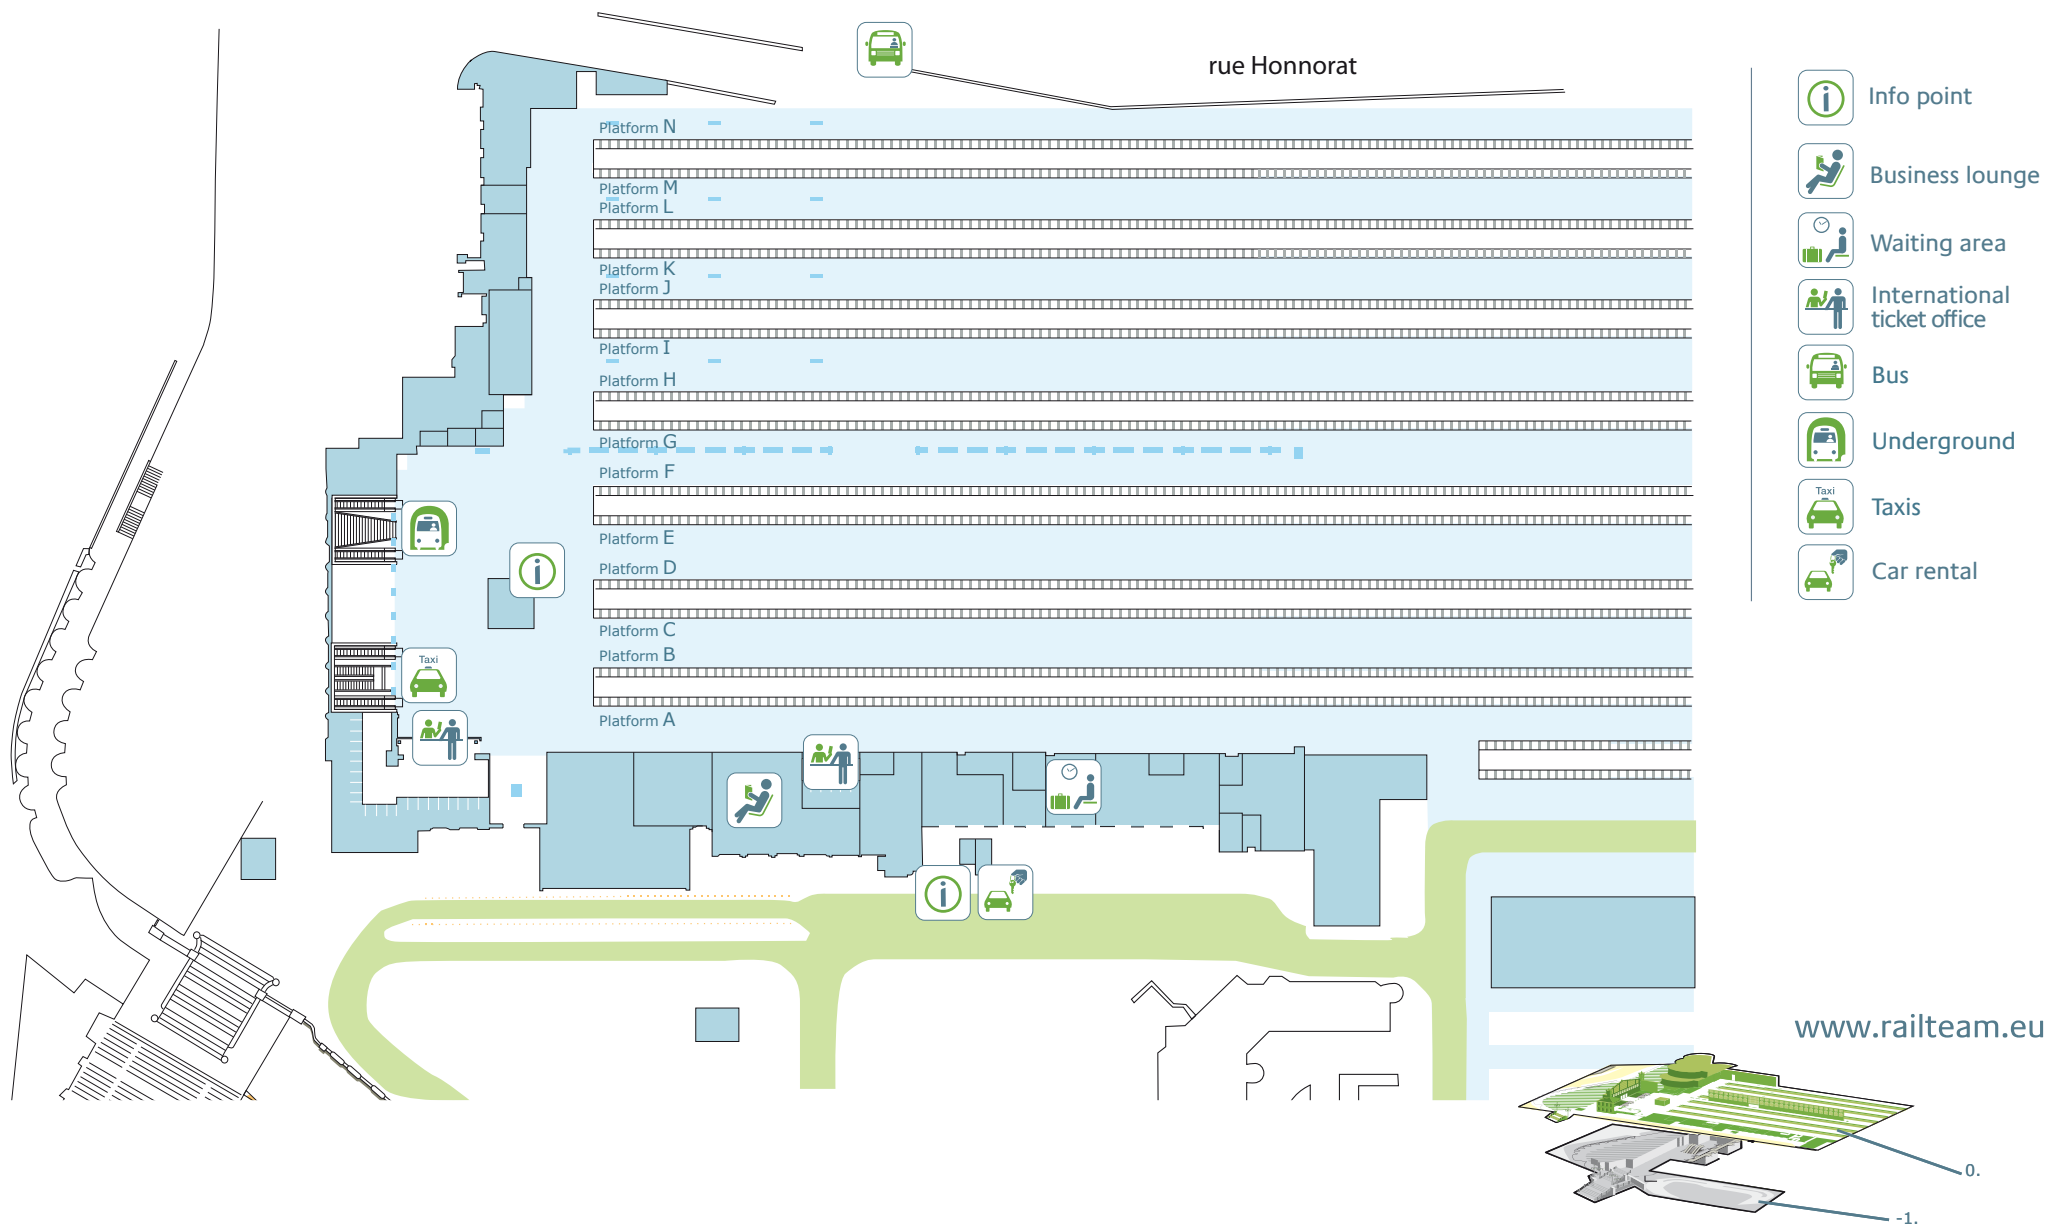 rue Honnorat
Platform N
Platform M
Platform L
Platform K
Platform J
Platform I
Platform H
Platform G
Platform F
Platform E
Platform D
Platform C
Platform B
Platform A
Taxi
Info point
Business lounge
Waiting area
International
ticket office
Bus
Underground
Taxi
Taxis
Car rental
www.railteam.eu
0.
-1.